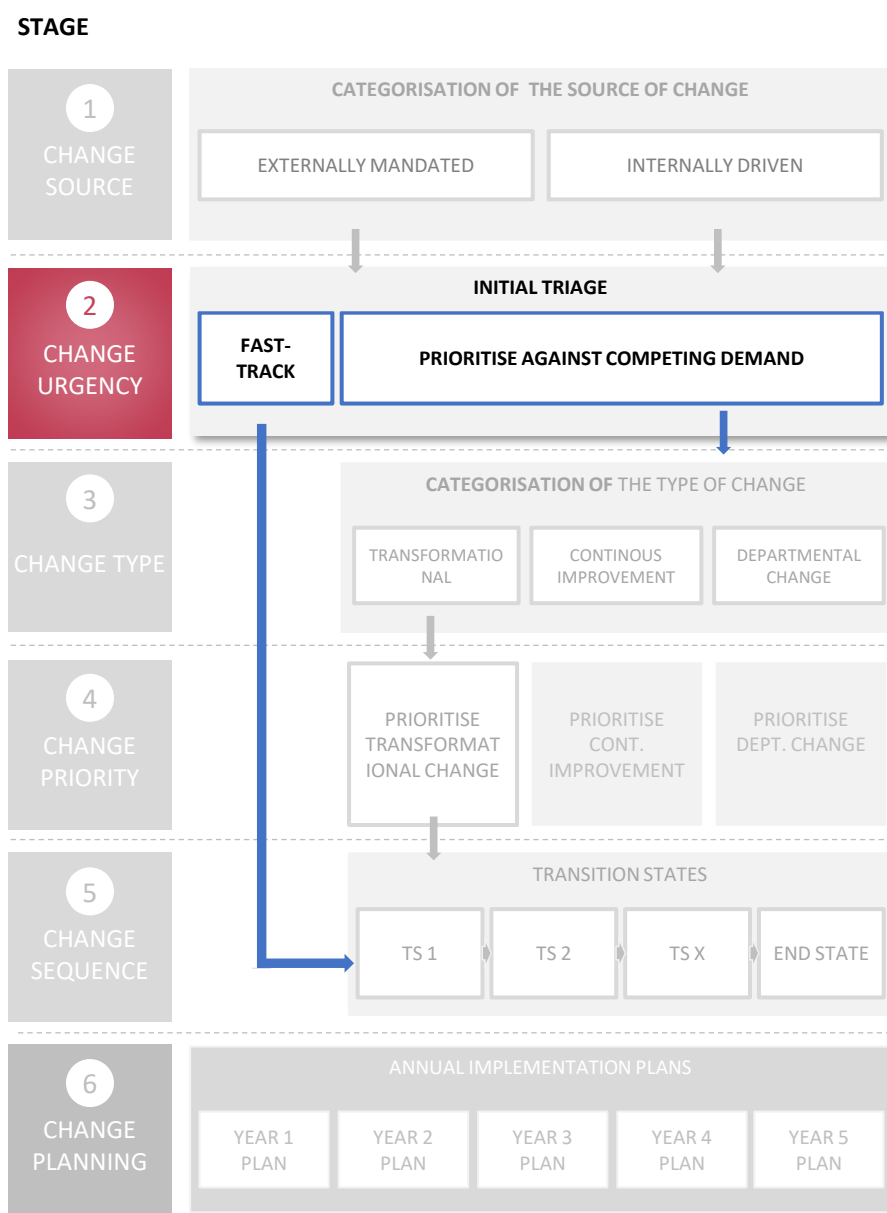 STAGE
1
CHANGE
SOURCE
CATEGORISATION OF THE SOURCE OF CHANGE
EXTERNALLY MANDATED
INTERNALLY DRIVEN
2
CHANGE
URGENCY
INITIAL TRIAGE
FAST-
TRACK
PRIORITISE AGAINST COMPETING DEMAND
3
CHANGE TYPE
CATEGORISATION OF THE TYPE OF CHANGE
TRANSFORMATIO
NAL
CONTINOUS
IMPROVEMENT
DEPARTMENTAL
CHANGE
4
CHANGE
PRIORITY
PRIORITISE
TRANSFORMAT
IONAL CHANGE
PRIORITISE
CONT.
IMPROVEMENT
PRIORITISE
DEPT. CHANGE
5
CHANGE
SEQUENCE
TRANSITION STATES
TS 1
TS 2
TS X
END STATE
6
CHANGE
PLANNING
ANNUAL IMPLEMENTATION PLANS
YEAR 1
PLAN
YEAR 2
PLAN
YEAR 3
PLAN
YEAR 4
PLAN
YEAR 5
PLAN